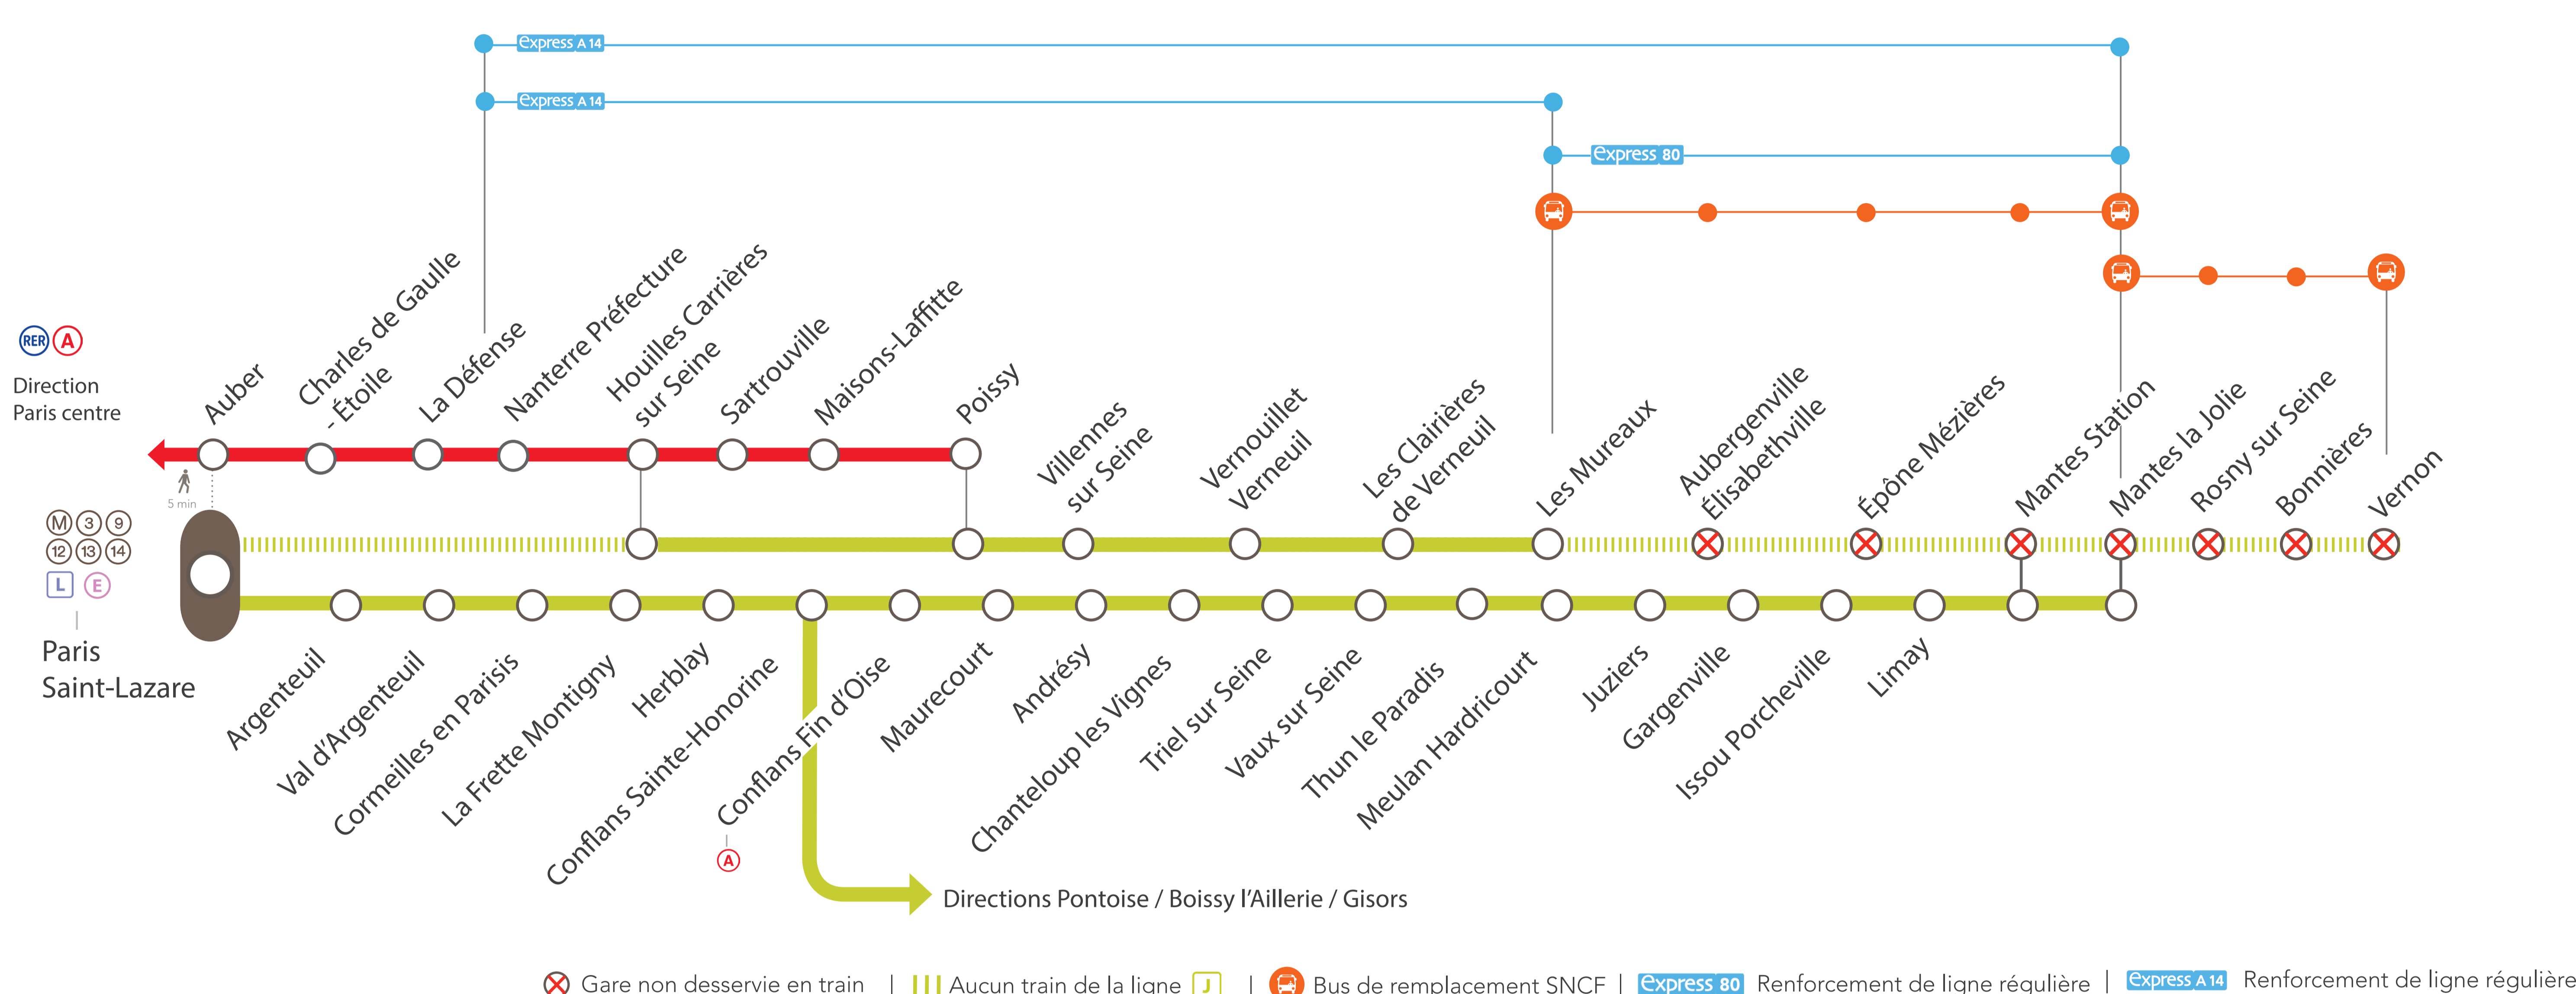 express A 14
express A 14
express 80
RER A
Direction
Paris centre
Auber
Charles de Gaulle
- Étoile
La Défense
Nanterre Préfecture
Houilles Carrières
sur Seine
Sartrouville
Maisons-Laffitte
Poissy
Villennes
sur Seine
Vernouillet
Verneuil
Les Clairières
de Verneuil
Les Mureaux
Aubergenville
Élisabethville
Épône Mézières
Mantes Station
Mantes la Jolie
Rosny sur Seine
Bonnières
Vernon
5 min
M 3 9
12 13 14
L E
Paris
Saint-Lazare
Argenteuil
Val d'Argenteuil
Cormeilles en Parisis
La Frette Montigny
Herblay
Conflans Sainte-Honorine
Conflans Fin d'Oise
A
Maurecourt
Andrésy
Chanteloup les Vignes
Triel sur Seine
Vaux sur Seine
Thun le Paradis
Meulan Hardricourt
Juziers
Gargenville
Issou Porcheville
Limay
Directions Pontoise / Boissy l'Aillerie / Gisors
Gare non desservie en train | Aucun train de la ligne J | Bus de remplacement SNCF | express 80 Renforcement de ligne régulière | express A 14 Renforcement de ligne régulière